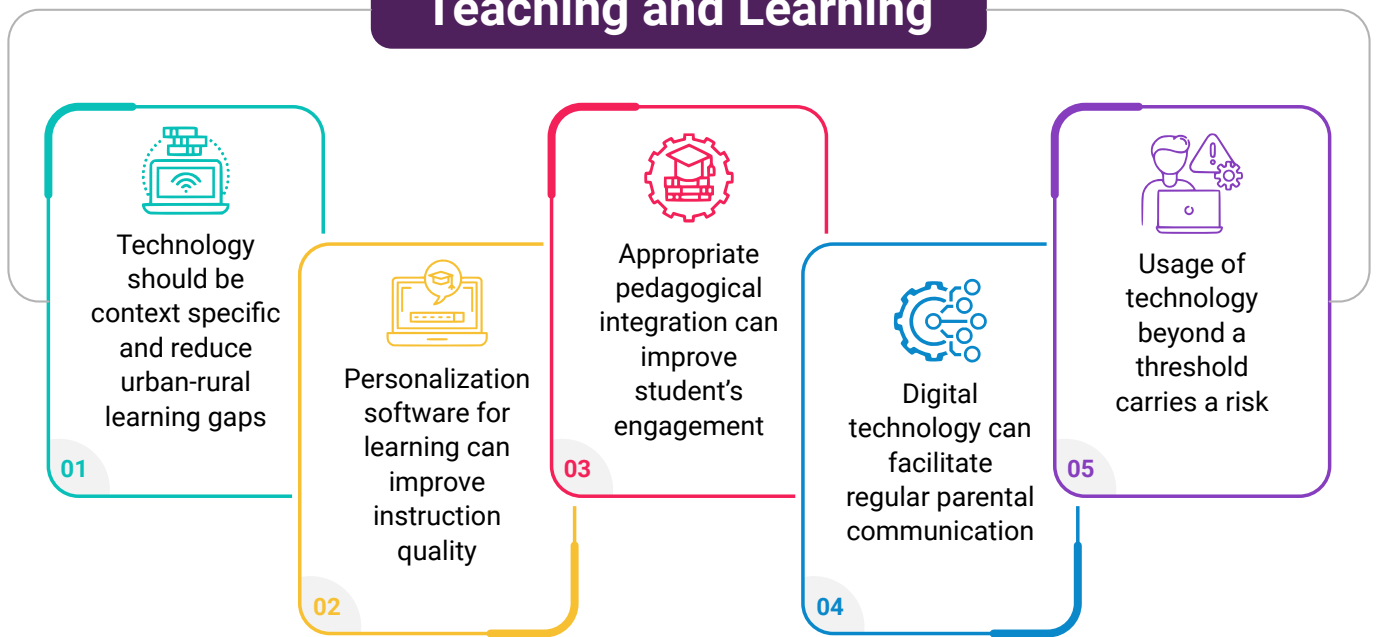 Teaching and Learning
Technology
should be
context specific
and reduce
urban-rural
learning gaps
01
Personalization
software for
learning can
improve
instruction
quality
02
Appropriate
pedagogical
integration can
improve
student’s
engagement
03
Digital
technology can
facilitate
regular parental
communication
04
Usage of
technology
beyond a
threshold
carries a risk
05